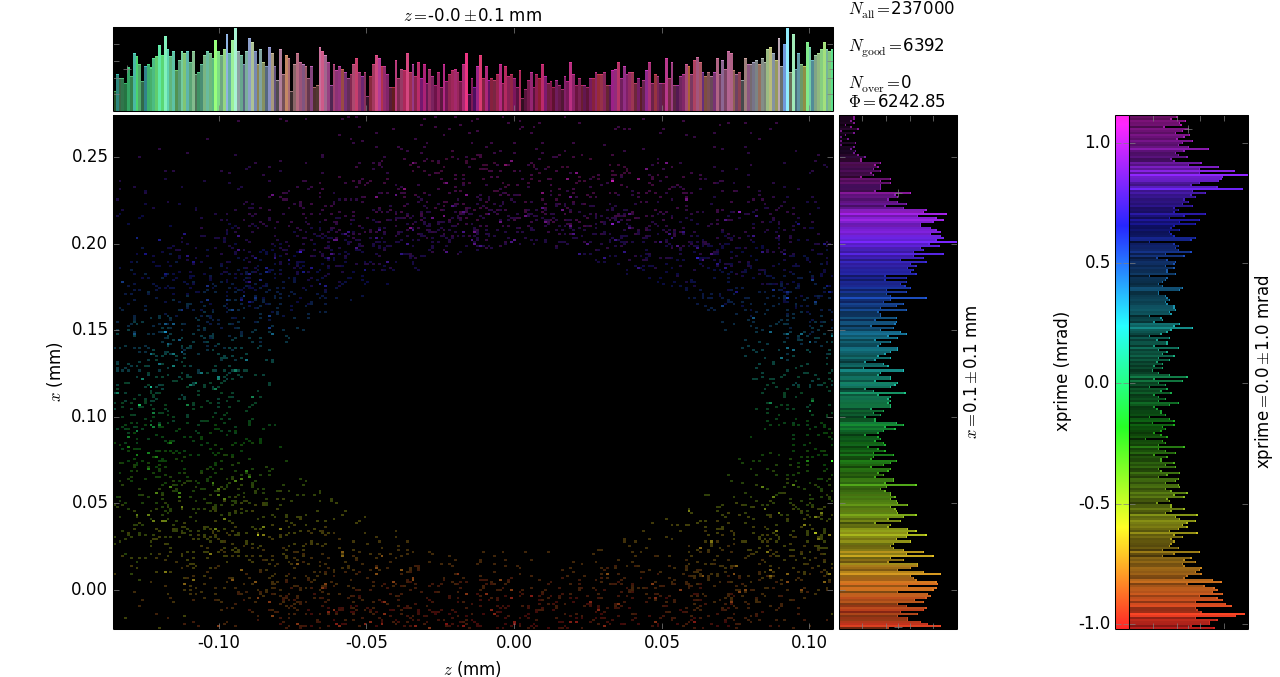 z=-0.0±0.1 mm
N_all=237000
N_good=6392
N_over=0
Φ=6242.85
0.25
0.20
0.15
0.10
0.05
0.00
x (mm)
-0.10
-0.05
0.00
0.05
0.10
z (mm)
x=0.1±0.1 mm
1.0
0.5
0.0
-0.5
-1.0
xprime (mrad)
xprime=0.0±1.0 mrad